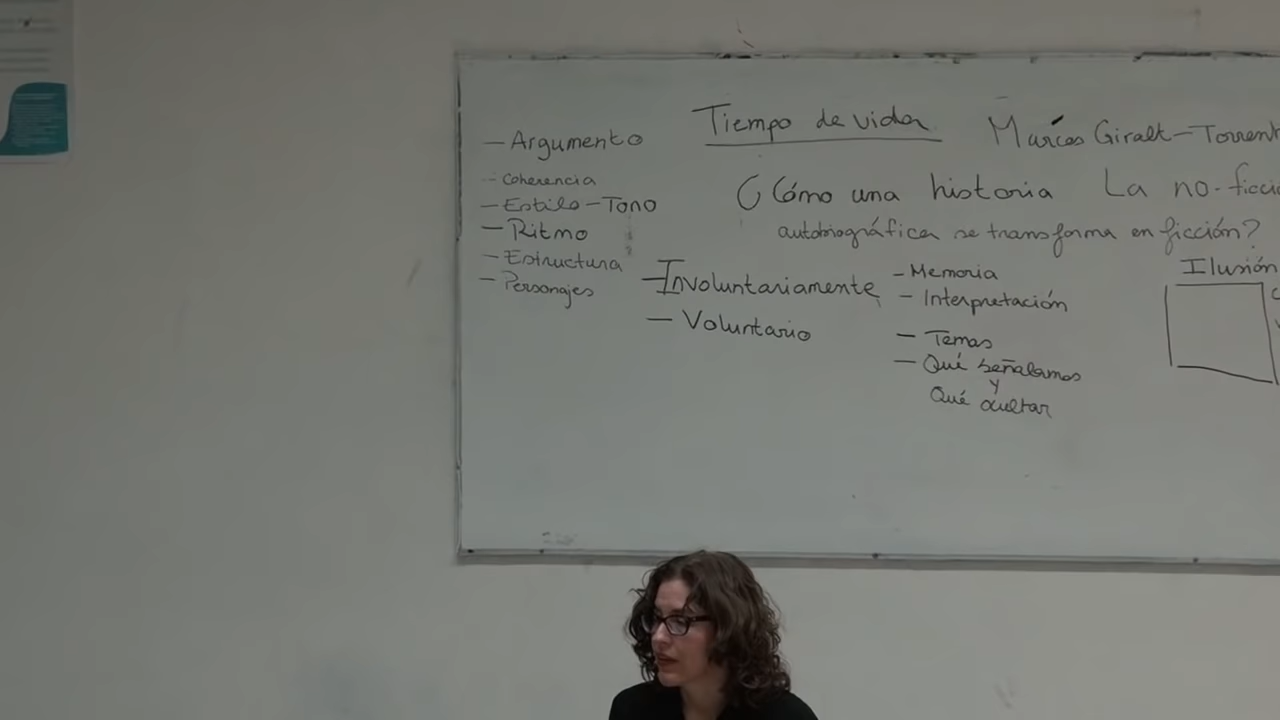 Tiempo de vida Marcos Giralt-Torrent
— Argumento
— Coherencia
— Estilo - Tono
— Ritmo
— Estructura
— Personajes
¿Cómo una historia La no-ficci
autobiográfica se transforma en ficción?
— Involuntariamente
— Voluntario
- Memoria
- Interpretación
- Temas
- Qué señalamos
y
Qué ocultar
Ilusión